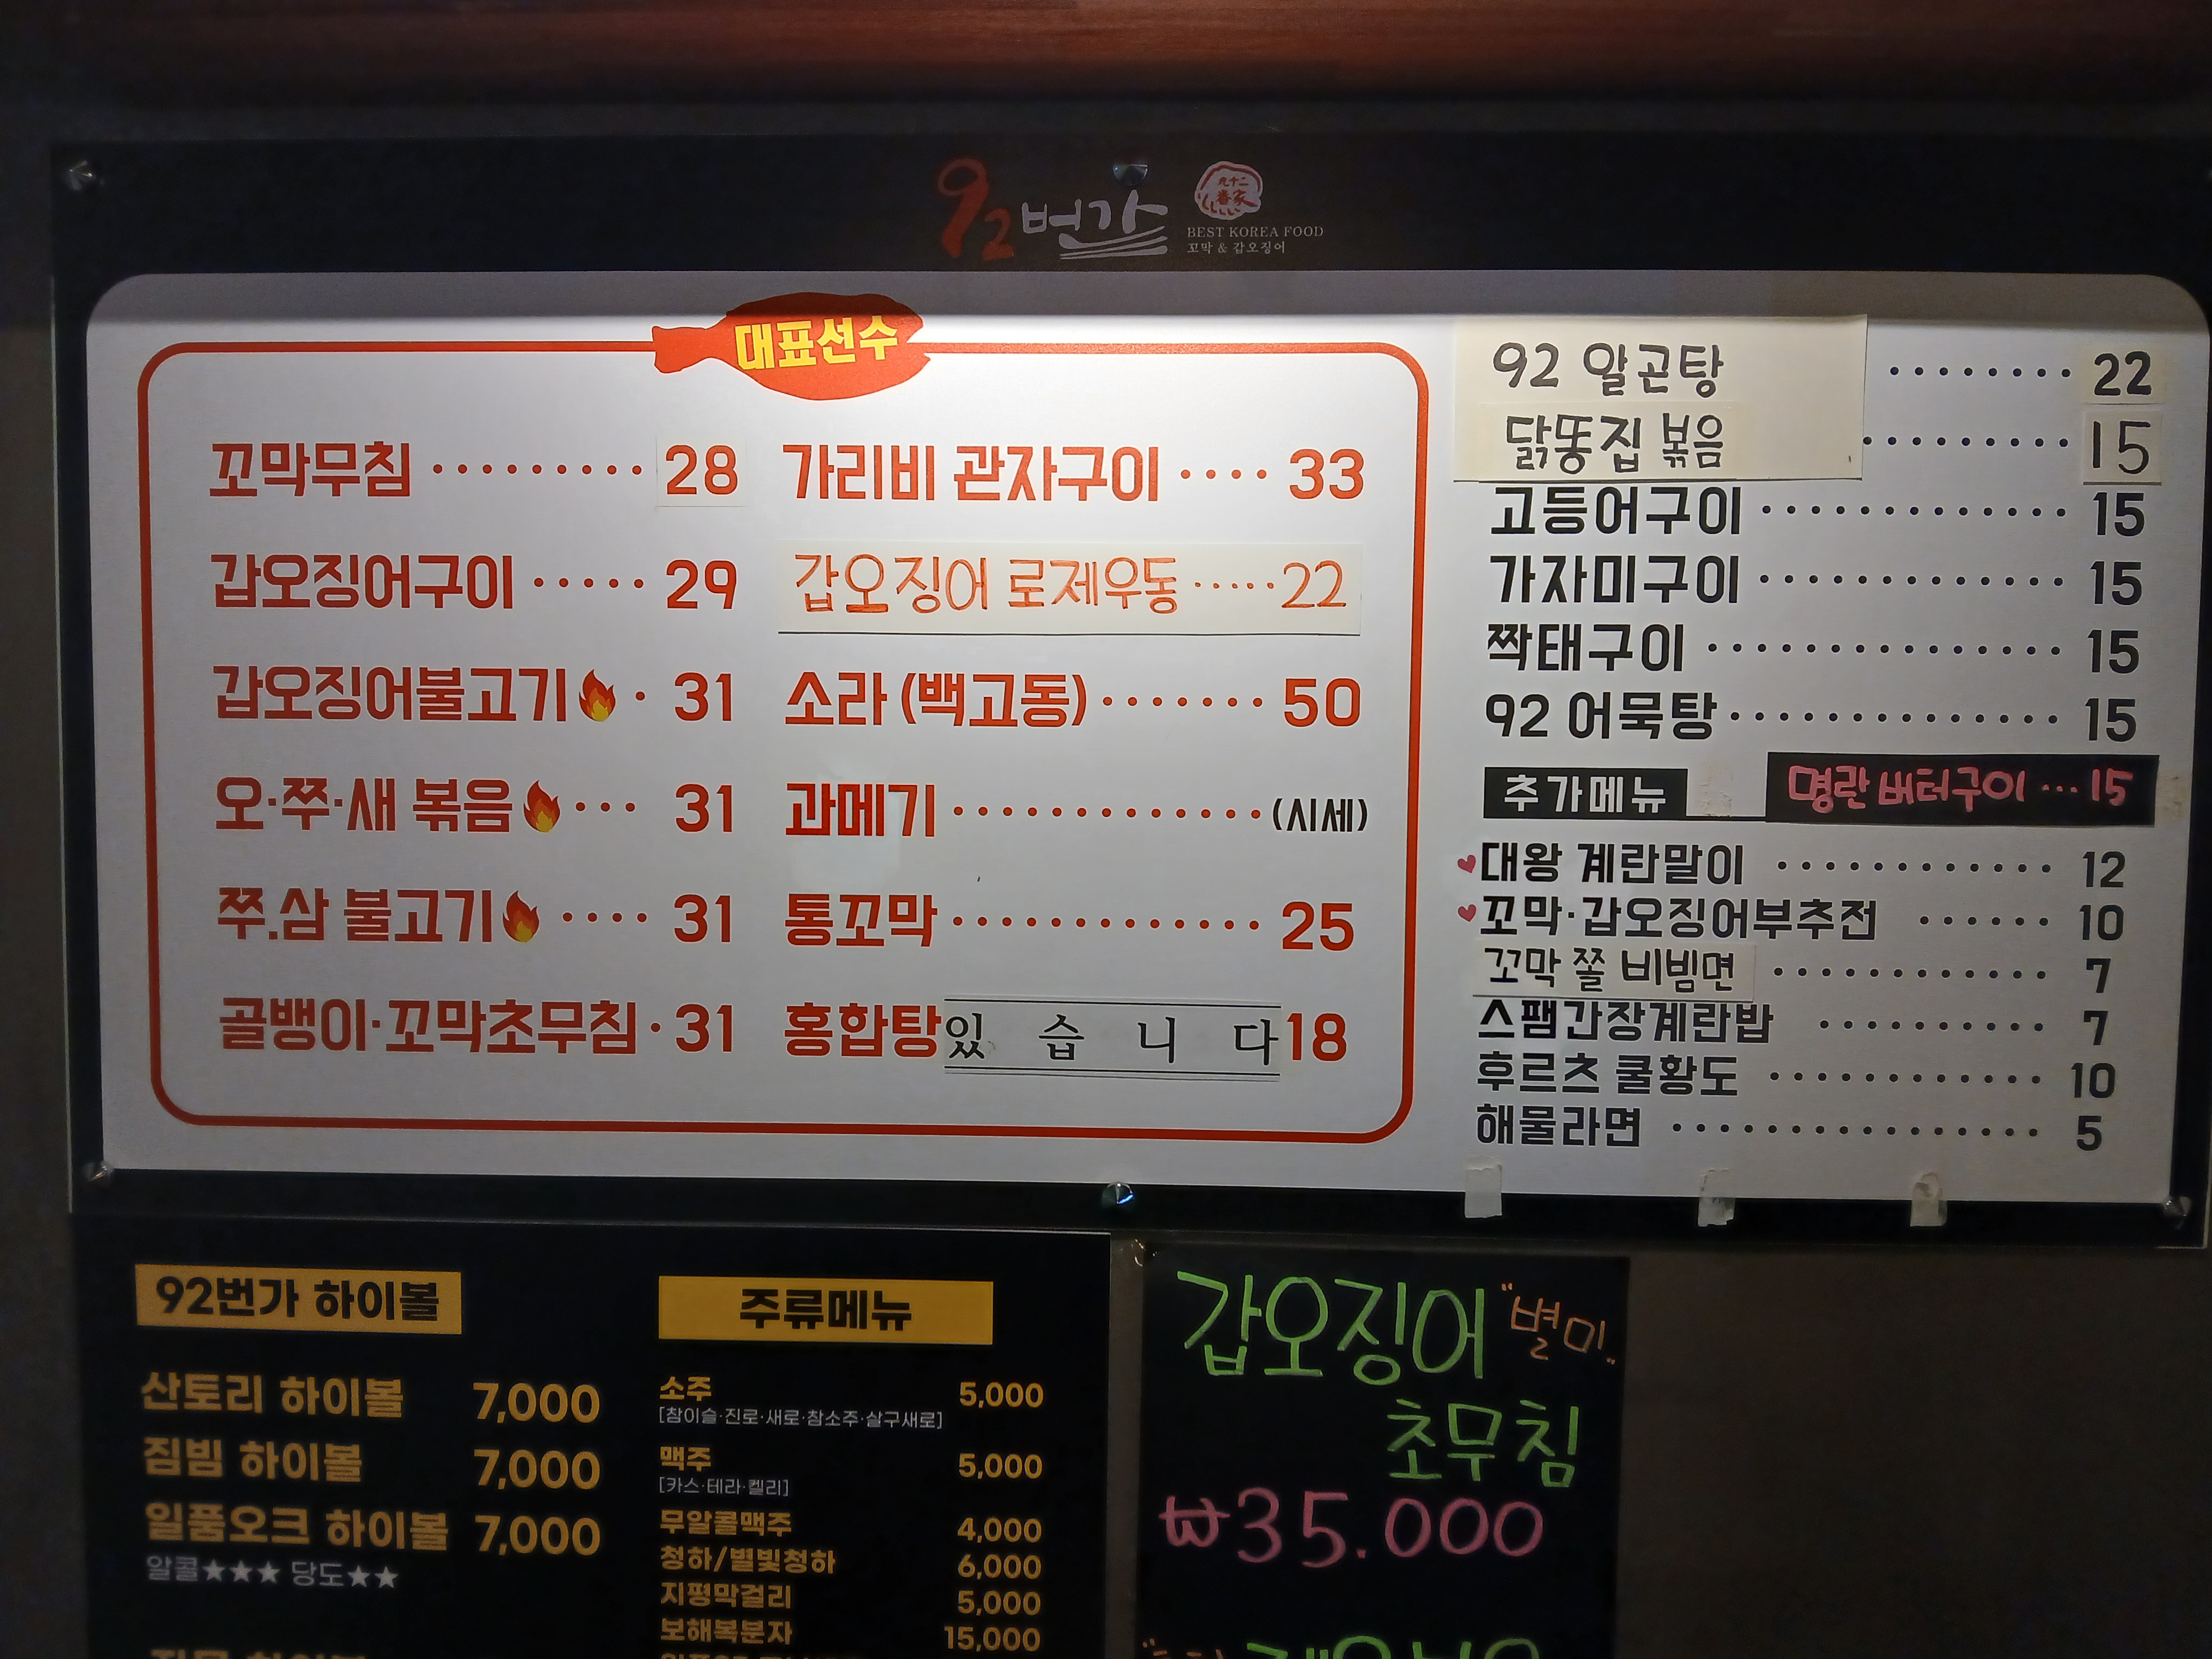 92번가
九十二
番家
BEST KOREA FOOD
꼬막 & 갑오징어
대표선수
꼬막무침 ········· 28
갑오징어구이 ····· 29
갑오징어불고기 · 31
오·쭈·새 볶음 ··· 31
쭈.삼 불고기 ···· 31
골뱅이·꼬막초무침 · 31
가리비 관자구이 ···· 33
갑오징어 로제우동 ····· 22
소라 (백고동) ······· 50
과메기 ············· (시세)
통꼬막 ············· 25
홍합탕 있습니다 18
92 알곤탕 ········ 22
닭똥집 볶음 ·········· 15
고등어구이 ············· 15
가자미구이 ············· 15
짝태구이 ··············· 15
92 어묵탕 ·············· 15
추가메뉴
명란 버터구이 ··· 15
대왕 계란말이 ············ 12
꼬막·갑오징어부추전 ······ 10
꼬막 쫄 비빔면 ············ 7
스팸간장계란밥 ·········· 7
후르츠 쿨황도 ············ 10
해물라면 ················ 5
92번가 하이볼
산토리 하이볼 7,000
짐빔 하이볼 7,000
일품오크 하이볼 7,000
알콜★★★ 당도★★
주류메뉴
소주 5,000
[참이슬·진로·새로·참소주·살구새로]
맥주 5,000
[카스·테라·켈리]
무알콜맥주 4,000
청하/별빛청하 6,000
지평막걸리 5,000
보해복분자 15,000
갑오징어 "별미"
초무침
₩35.000